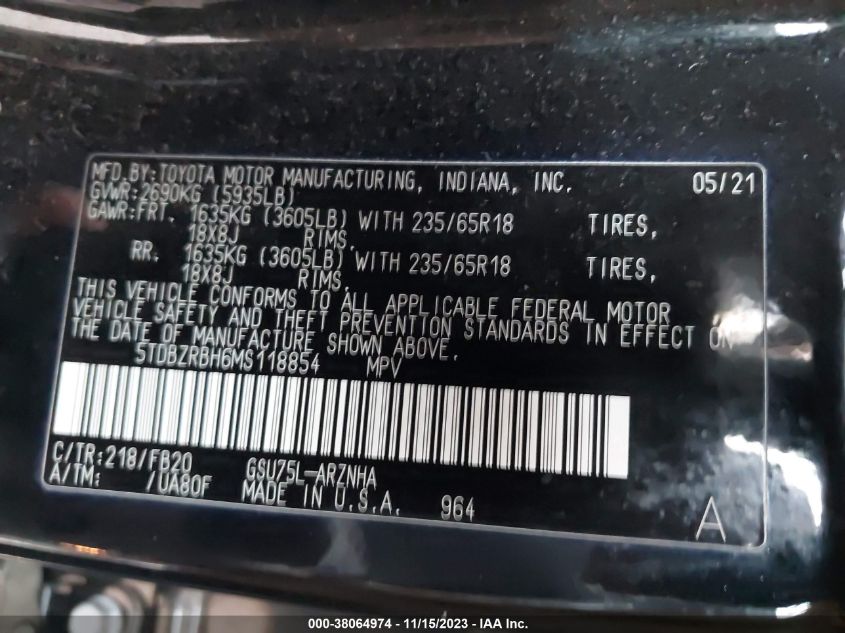 MFD. BY: TOYOTA MOTOR MANUFACTURING, INDIANA, INC. 05/21
GVWR: 2690KG (5935LB)
GAWR: FRT. 1635KG (3605LB) WITH 235/65R18 TIRES,
18X8J RIMS.
RR. 1635KG (3605LB) WITH 235/65R18 TIRES,
18X8J RIMS.
THIS VEHICLE CONFORMS TO ALL APPLICABLE FEDERAL MOTOR
VEHICLE SAFETY AND THEFT PREVENTION STANDARDS IN EFFECT ON
THE DATE OF MANUFACTURE SHOWN ABOVE.
5TDBZRBH6MS118854 MPV
C/TR: 218/FB20 GSU75L-ARZNHA
A/TM: /UA80F MADE IN U.S.A. 964
A
000-38064974 - 11/15/2023 - IAA Inc.